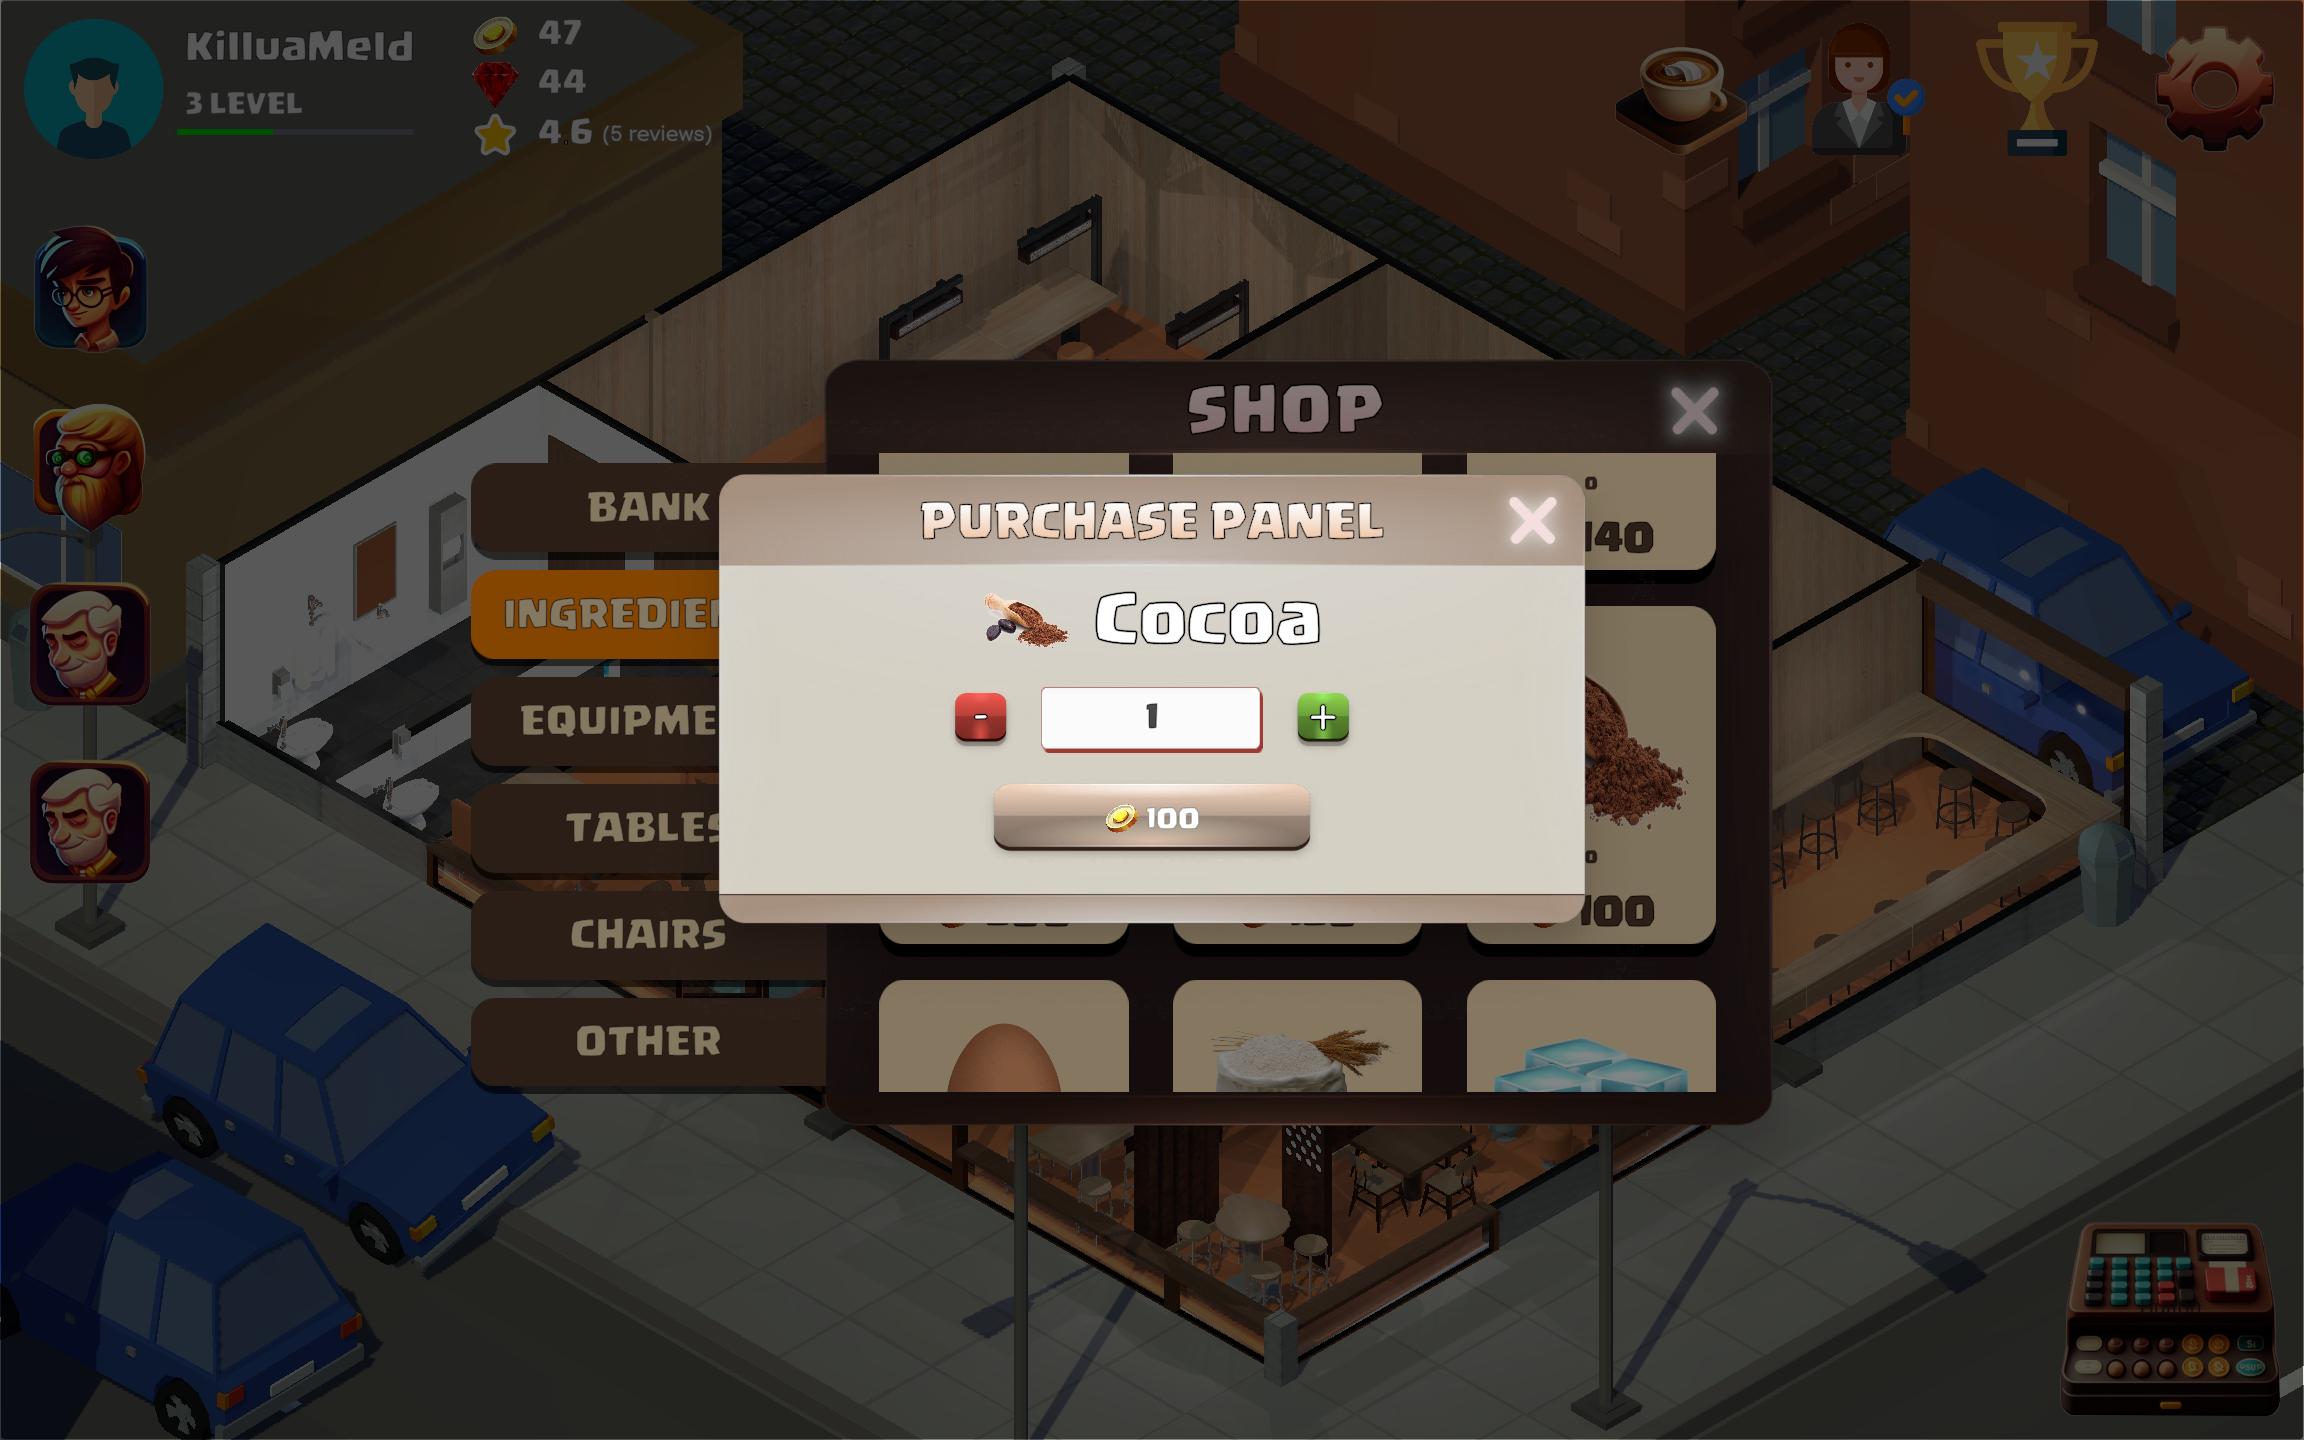 KilluaMeld
3 LEVEL
47
44
4.6 (5 reviews)
SHOP
BANK
PURCHASE PANEL
140
INGREDIEN
Cocoa
EQUIPME
-
1
+
TABLES
100
CHAIRS
100
OTHER